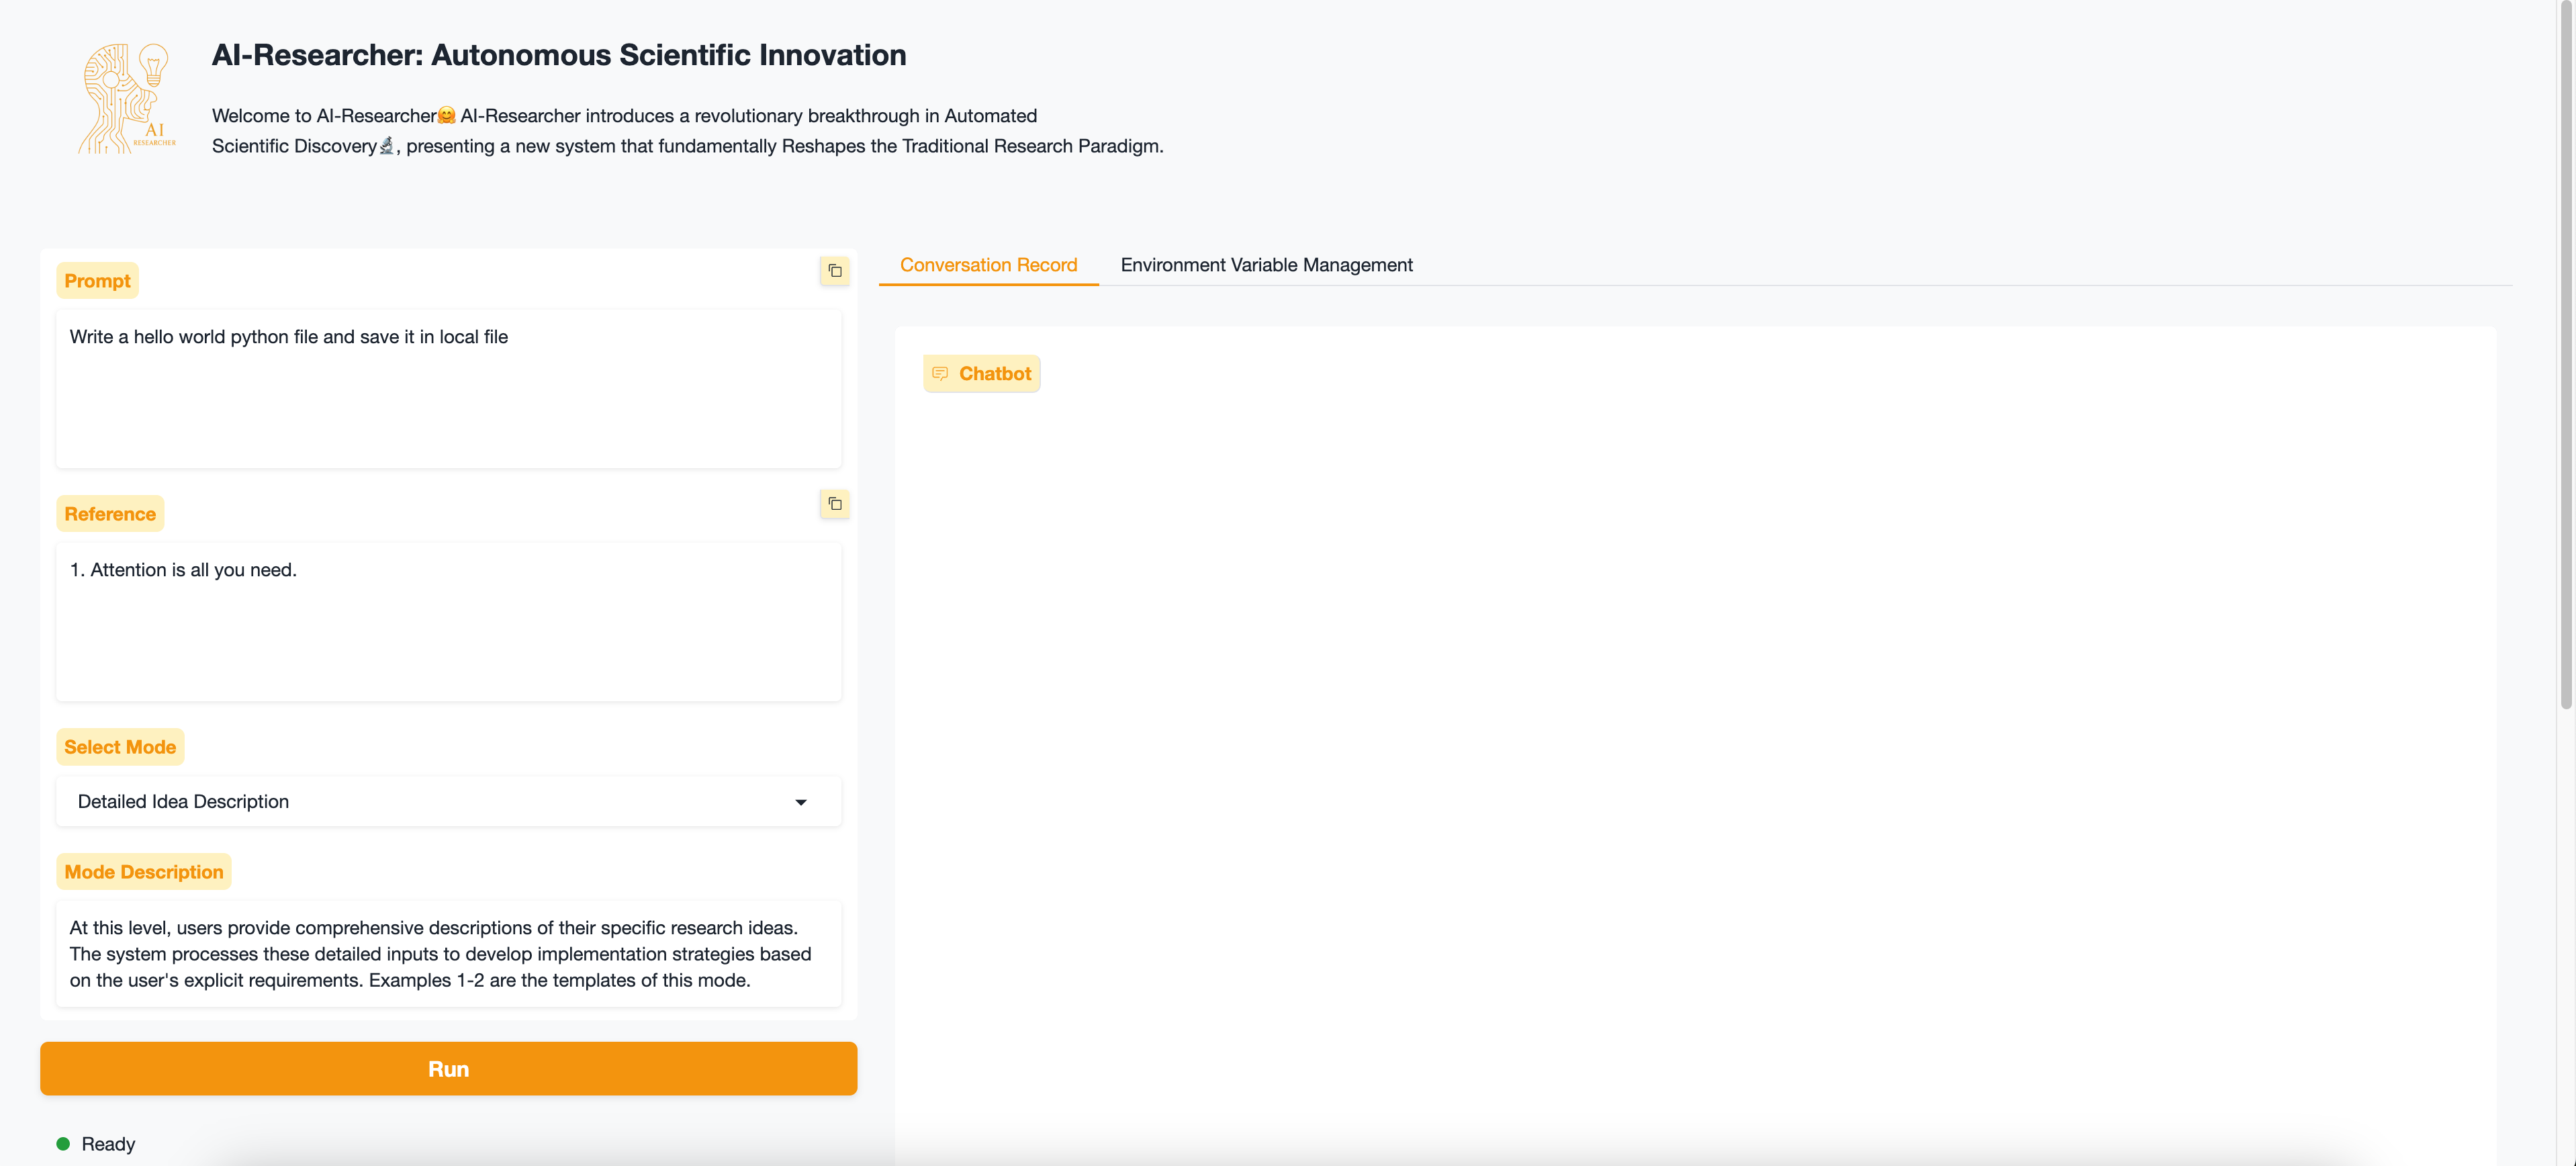 AI
RESEARCHER
AI-Researcher: Autonomous Scientific Innovation
Welcome to AI-Researcher🤗 AI-Researcher introduces a revolutionary breakthrough in Automated
Scientific Discovery🔬, presenting a new system that fundamentally Reshapes the Traditional Research Paradigm.
Prompt
Write a hello world python file and save it in local file
Reference
1. Attention is all you need.
Select Mode
Detailed Idea Description
Mode Description
At this level, users provide comprehensive descriptions of their specific research ideas.
The system processes these detailed inputs to develop implementation strategies based
on the user's explicit requirements. Examples 1-2 are the templates of this mode.
Run
Ready
Conversation Record
Environment Variable Management
Chatbot